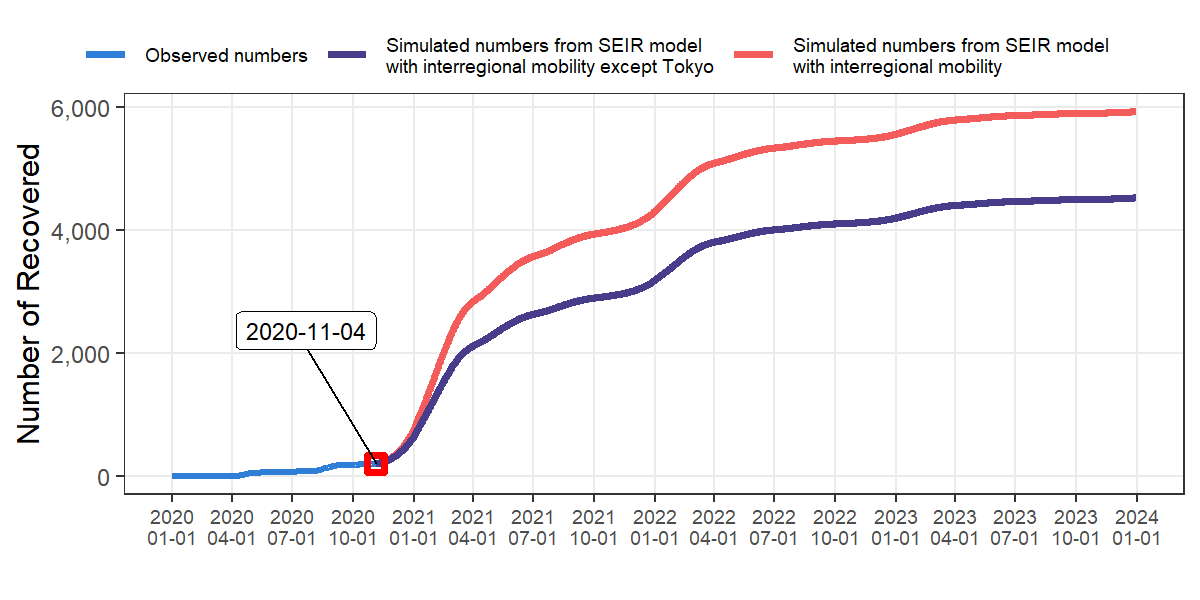 Observed numbers
Simulated numbers from SEIR model
with interregional mobility except Tokyo
Simulated numbers from SEIR model
with interregional mobility
Number of Recovered
6,000
4,000
2,000
0
2020-11-04
2020 2020 2020 2020 2021 2021 2021 2021 2022 2022 2022 2022 2023 2023 2023 2023 2024
01-01 04-01 07-01 10-01 01-01 04-01 07-01 10-01 01-01 04-01 07-01 10-01 01-01 04-01 07-01 10-01 01-01